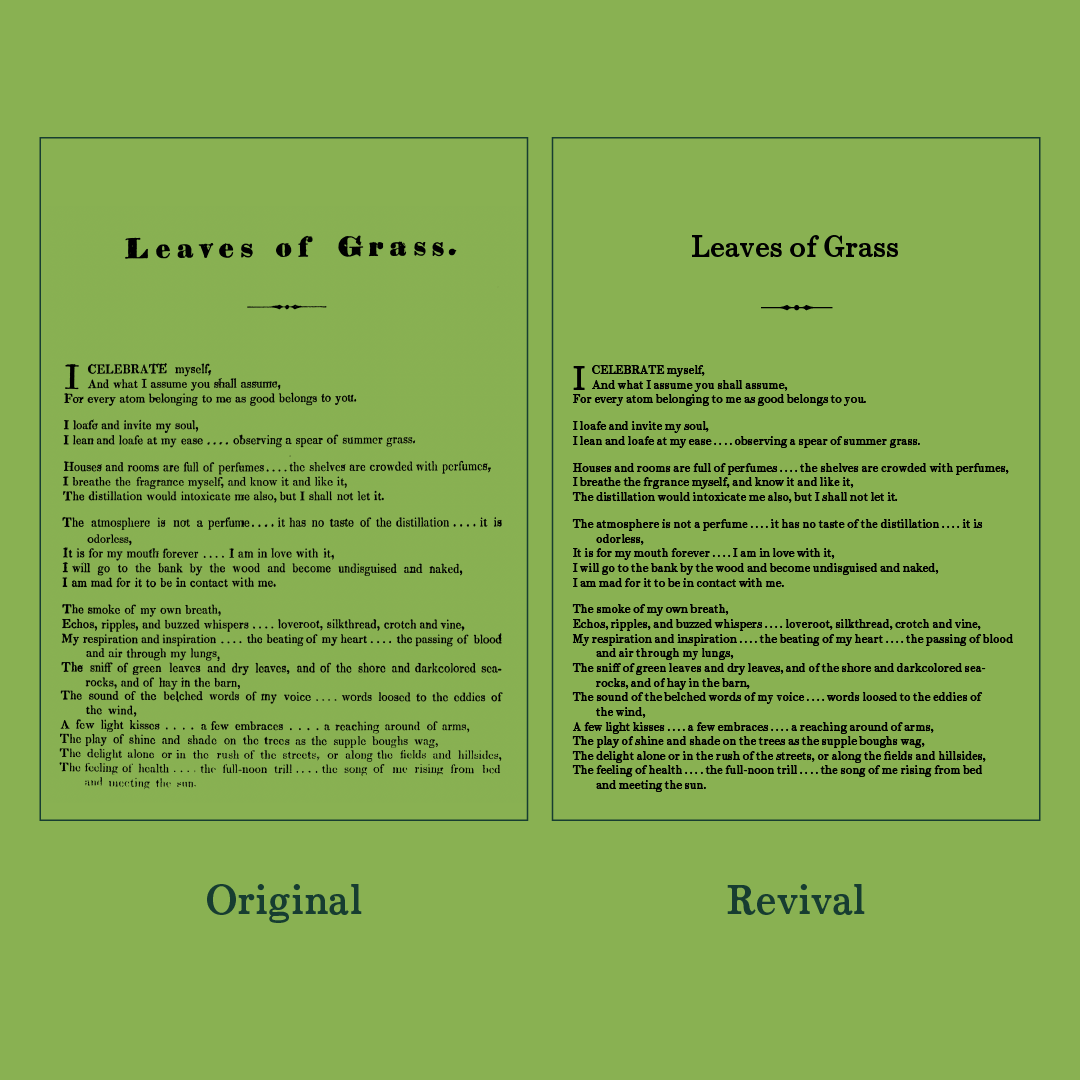 Leaves of Grass.
I CELEBRATE myself,
And what I assume you shall assume,
For every atom belonging to me as good belongs to you.
I loafe and invite my soul,
I lean and loafe at my ease .... observing a spear of summer grass.
Houses and rooms are full of perfumes....the shelves are crowded with perfumes,
I breathe the fragrance myself, and know it and like it,
The distillation would intoxicate me also, but I shall not let it.
The atmosphere is not a perfume....it has no taste of the distillation ....it is
odorless,
It is for my mouth forever .... I am in love with it,
I will go to the bank by the wood and become undisguised and naked,
I am mad for it to be in contact with me.
The smoke of my own breath,
Echos, ripples, and buzzed whispers .... loveroot, silkthread, crotch and vine,
My respiration and inspiration .... the beating of my heart .... the passing of blood
and air through my lungs,
The sniff of green leaves and dry leaves, and of the shore and darkcolored sea-
rocks, and of hay in the barn,
The sound of the belched words of my voice .... words loosed to the eddies of
the wind,
A few light kisses .... a few embraces .... a reaching around of arms,
The play of shine and shade on the trees as the supple boughs wag,
The delight alone or in the rush of the streets, or along the fields and hillsides,
The feeling of health .... the full-noon trill .... the song of me rising from bed
and meeting the sun.
Original
Leaves of Grass
I CELEBRATE myself,
And what I assume you shall assume,
For every atom belonging to me as good belongs to you.
I loafe and invite my soul,
I lean and loafe at my ease .... observing a spear of summer grass.
Houses and rooms are full of perfumes .... the shelves are crowded with perfumes,
I breathe the frgrance myself, and know it and like it,
The distillation would intoxicate me also, but I shall not let it.
The atmosphere is not a perfume .... it has no taste of the distillation .... it is
odorless,
It is for my mouth forever .... I am in love with it,
I will go to the bank by the wood and become undisguised and naked,
I am mad for it to be in contact with me.
The smoke of my own breath,
Echos, ripples, and buzzed whispers .... loveroot, silkthread, crotch and vine,
My respiration and inspiration .... the beating of my heart .... the passing of blood
and air through my lungs,
The sniff of green leaves and dry leaves, and of the shore and darkcolored sea-
rocks, and of hay in the barn,
The sound of the belched words of my voice .... words loosed to the eddies of
the wind,
A few light kisses .... a few embraces .... a reaching around of arms,
The play of shine and shade on the trees as the supple boughs wag,
The delight alone or in the rush of the streets, or along the fields and hillsides,
The feeling of health .... the full-noon trill .... the song of me rising from bed
and meeting the sun.
Revival